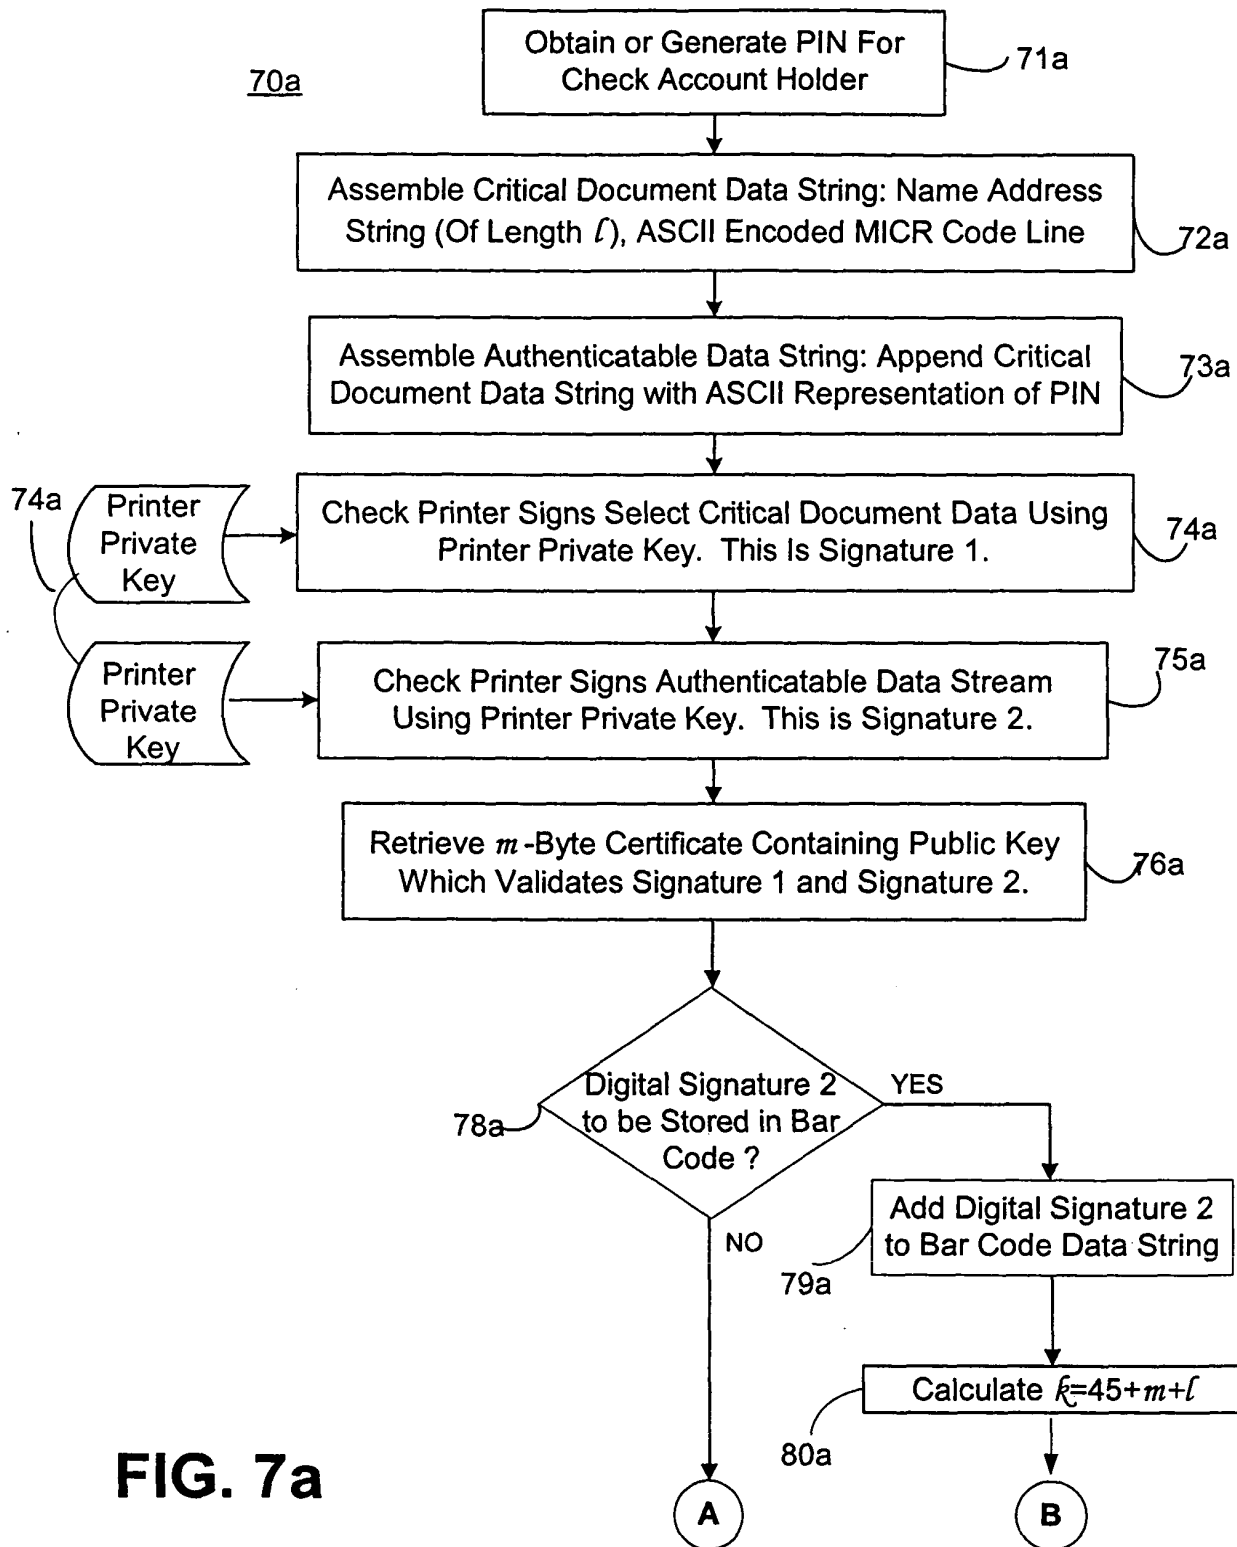 70a
Obtain or Generate PIN For
Check Account Holder
71a
Assemble Critical Document Data String: Name Address
String (Of Length ℓ), ASCII Encoded MICR Code Line
72a
Assemble Authenticatable Data String: Append Critical
Document Data String with ASCII Representation of PIN
73a
74a
Printer
Private
Key
Check Printer Signs Select Critical Document Data Using
Printer Private Key. This Is Signature 1.
74a
Printer
Private
Key
Check Printer Signs Authenticatable Data Stream
Using Printer Private Key. This is Signature 2.
75a
Retrieve m-Byte Certificate Containing Public Key
Which Validates Signature 1 and Signature 2.
76a
Digital Signature 2
to be Stored in Bar
Code ?
78a
YES
NO
Add Digital Signature 2
to Bar Code Data String
79a
Calculate k=45+m+ℓ
80a
A
B
FIG. 7a